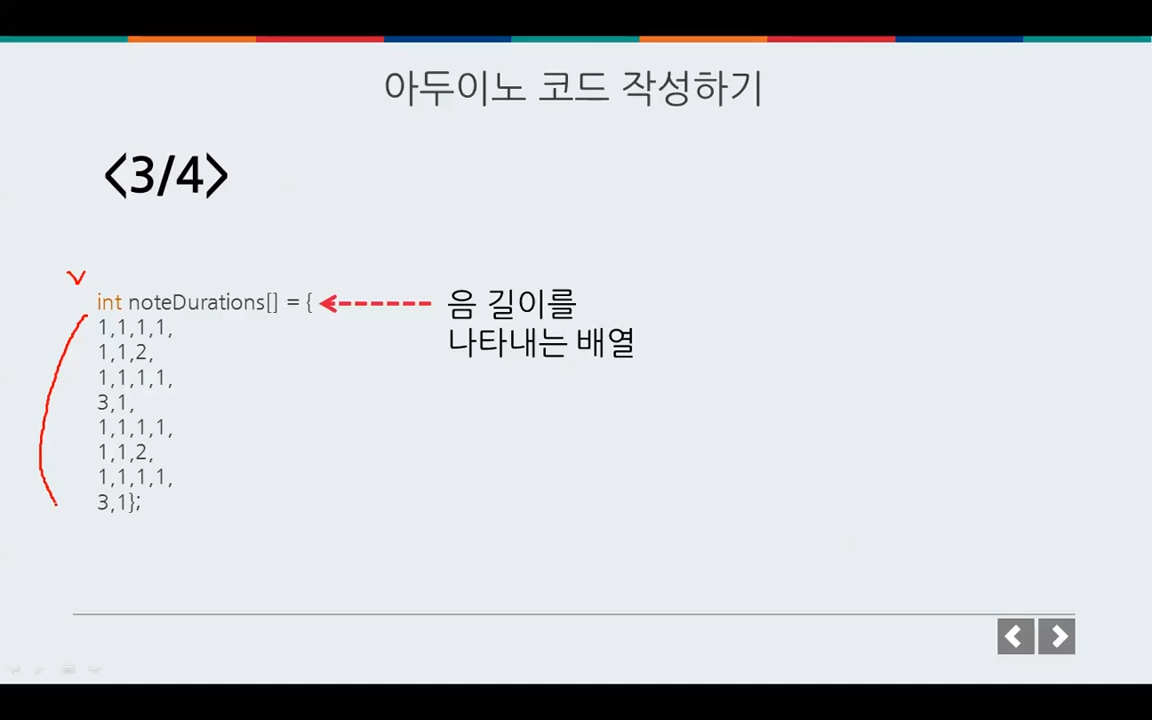 아두이노 코드 작성하기
<3/4>
int noteDurations[] = {
1,1,1,1,
1,1,2,
1,1,1,1,
3,1,
1,1,1,1,
1,1,2,
1,1,1,1,
3,1};
음 길이를
나타내는 배열